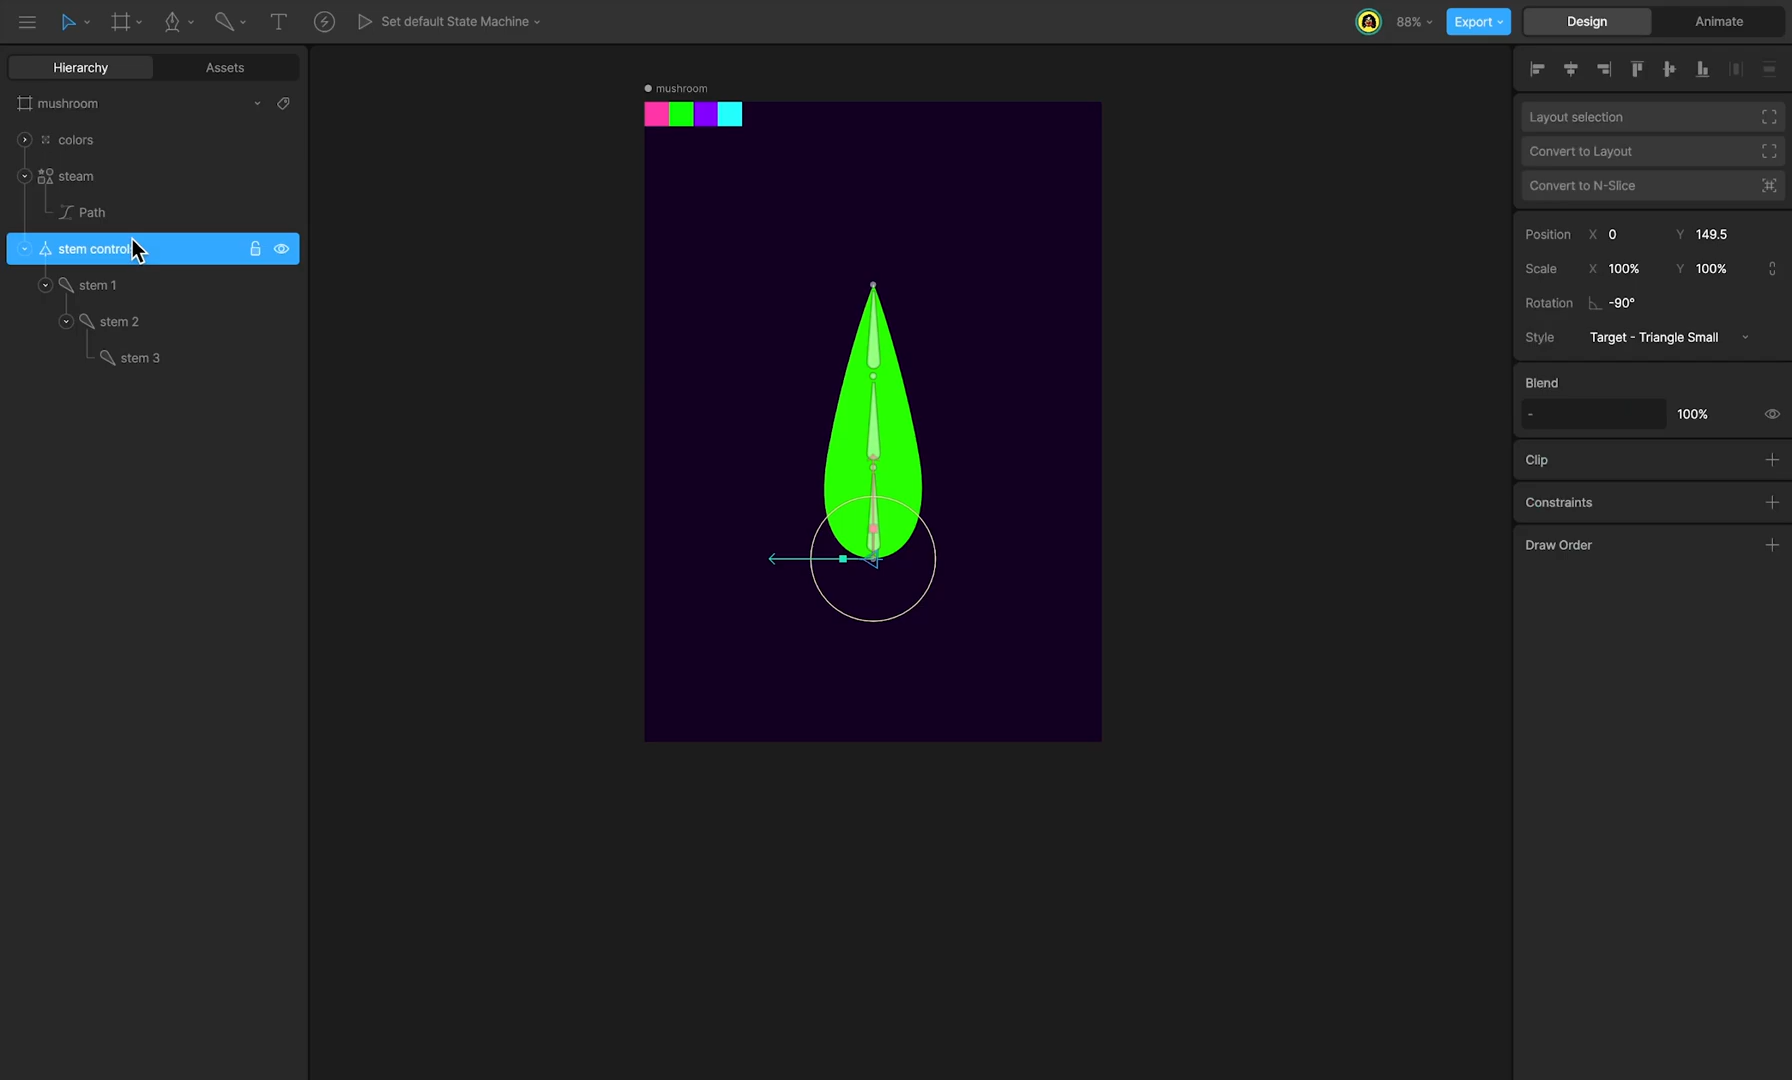 Set default State Machine
88%
Export
Design
Animate
Hierarchy
Assets
mushroom
colors
steam
Path
stem control
stem 1
stem 2
stem 3
mushroom
Layout selection
Convert to Layout
Convert to N-Slice
Position X 0 Y 149.5
Scale X 100% Y 100%
Rotation -90°
Style Target - Triangle Small
Blend
- 100%
Clip
Constraints
Draw Order